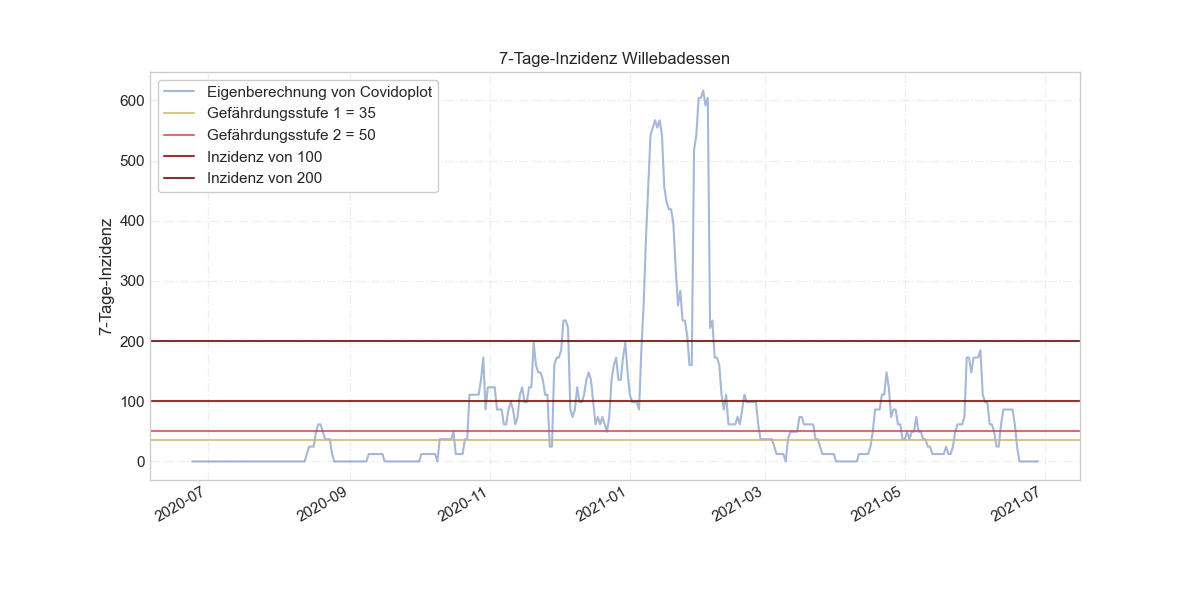 7-Tage-Inzidenz Willebadessen
Eigenberechnung von Covidoplot
Gefährdungsstufe 1 = 35
Gefährdungsstufe 2 = 50
Inzidenz von 100
Inzidenz von 200
7-Tage-Inzidenz
600
500
400
300
200
100
0
2020-07
2020-09
2020-11
2021-01
2021-03
2021-05
2021-07